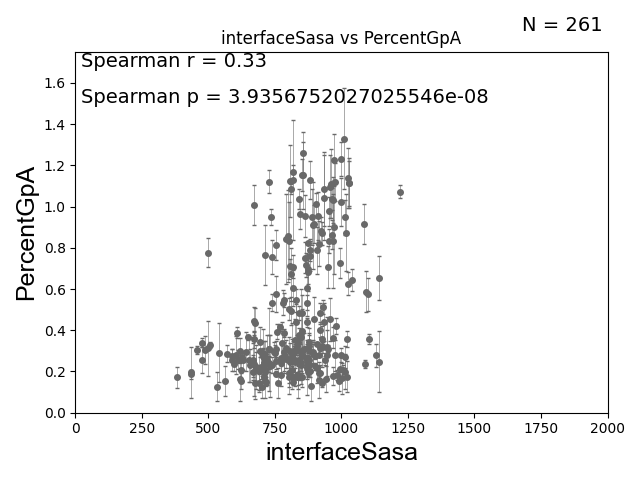 N = 261
interfaceSasa vs PercentGpA
Spearman r = 0.33
Spearman p = 3.9356752027025546e-08
PercentGpA
1.6
1.4
1.2
1.0
0.8
0.6
0.4
0.2
0.0
0 250 500 750 1000 1250 1500 1750 2000
interfaceSasa